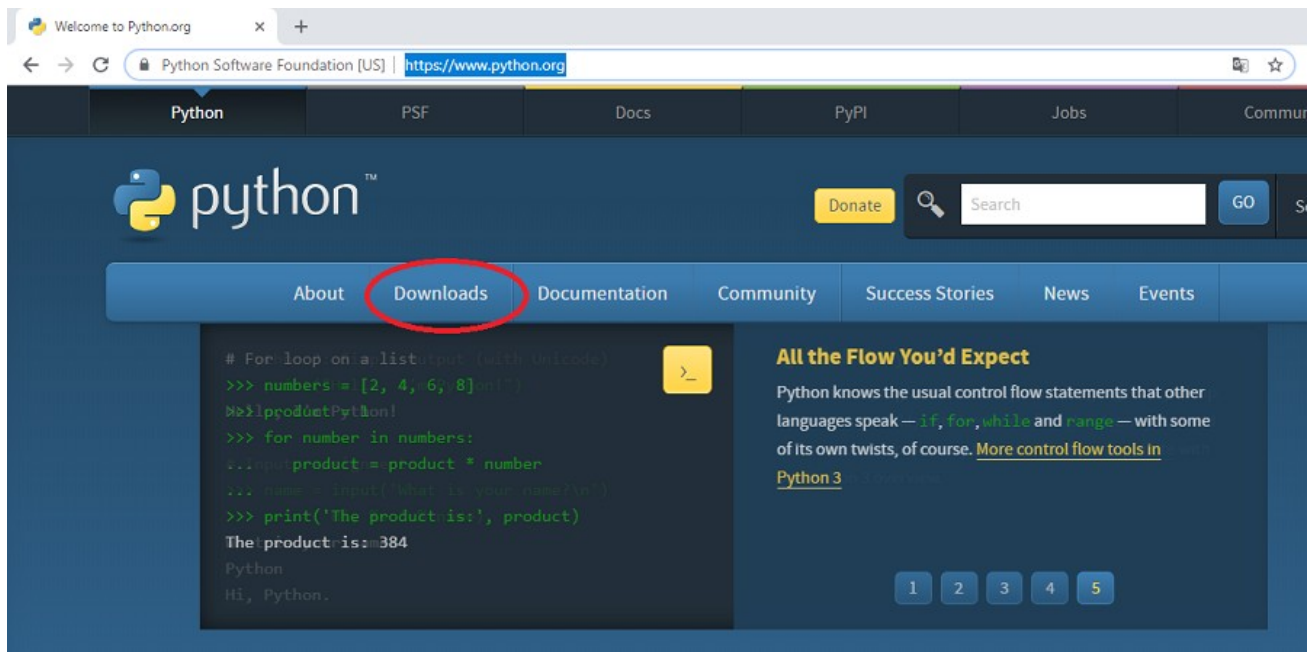 Welcome to Python.org
Python Software Foundation [US] | https://www.python.org
Python PSF Docs PyPI Jobs
python™
Donate Search GO
About Downloads Documentation Community Success Stories News Events
# For loop on a list
>>> numbers = [2, 4, 6, 8]
>>> product = 1
>>> for number in numbers:
...     product = product * number
...
>>> print('The product is:', product)
The product is: 384
Python
Hi, Python.
All the Flow You’d Expect
Python knows the usual control flow statements that other
languages speak — if, for, while and range — with some
of its own twists, of course. More control flow tools in
Python 3
1 2 3 4 5